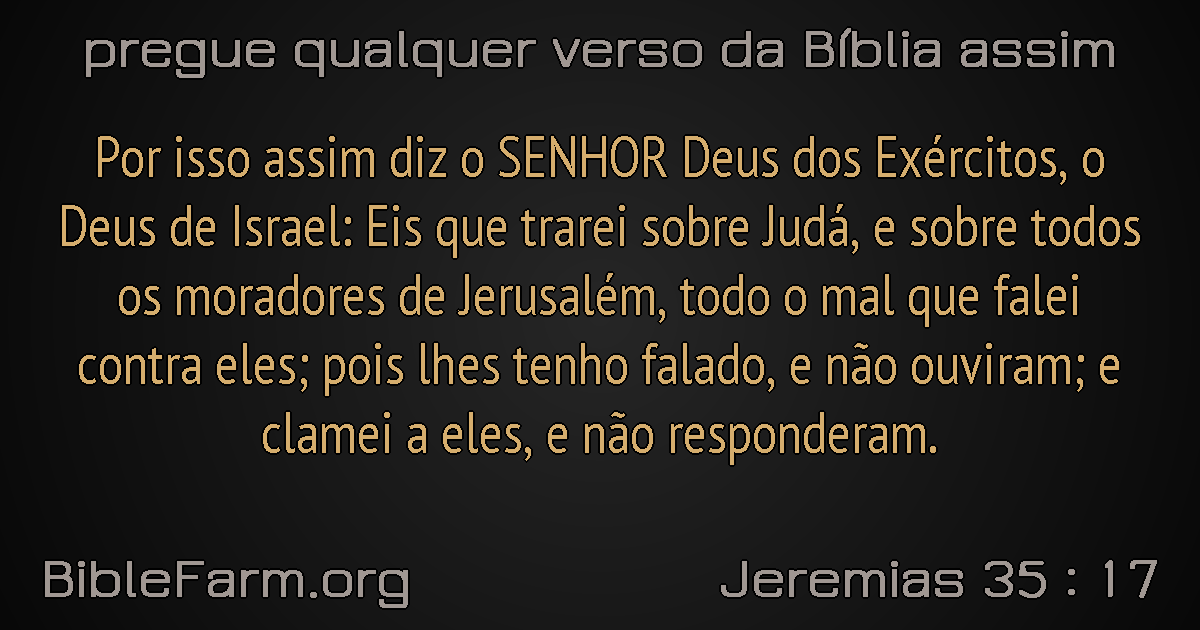 pregue qualquer verso da Bíblia assim
Por isso assim diz o SENHOR Deus dos Exércitos, o
Deus de Israel: Eis que trarei sobre Judá, e sobre todos
os moradores de Jerusalém, todo o mal que falei
contra eles; pois lhes tenho falado, e não ouviram; e
clamei a eles, e não responderam.
BibleFarm.org
Jeremias 35 : 17